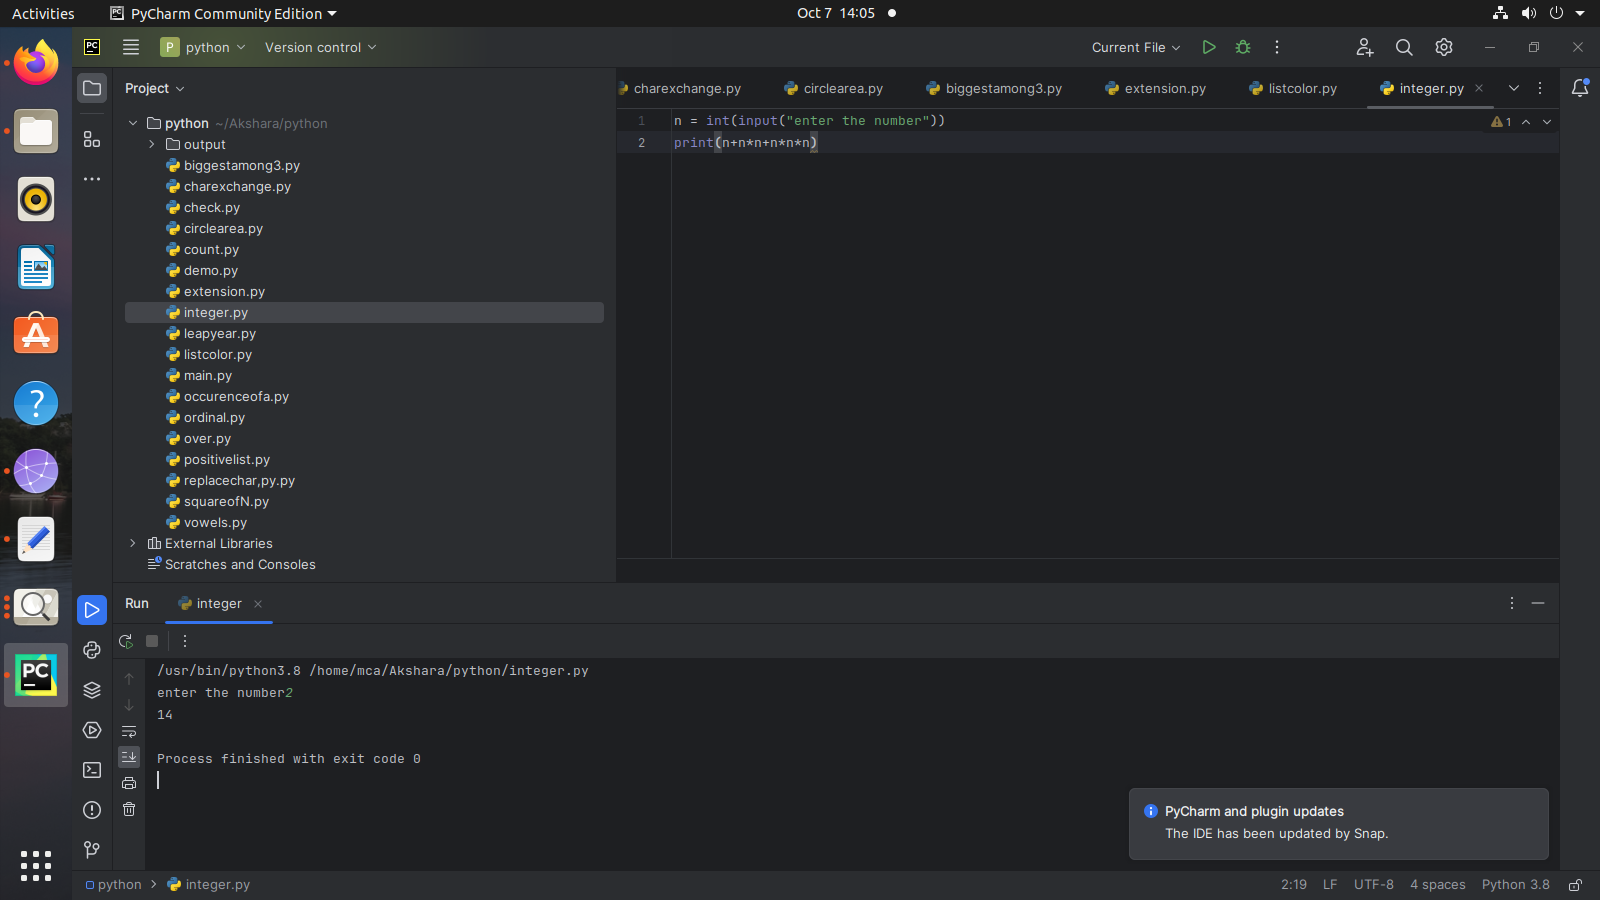 Activities
PyCharm Community Edition
Oct 7 14:05
PC
P python
Version control
Current File
Project
charexchange.py
circlearea.py
biggestamong3.py
extension.py
listcolor.py
integer.py
python ~/Akshara/python
output
biggestamong3.py
charexchange.py
check.py
circlearea.py
count.py
demo.py
extension.py
integer.py
leapyear.py
listcolor.py
main.py
occurenceofa.py
ordinal.py
over.py
positivelist.py
replacechar,py.py
squareofN.py
vowels.py
External Libraries
Scratches and Consoles
1 n = int(input("enter the number"))
2 print(n+n*n+n*n*n)
1
Run
integer
/usr/bin/python3.8 /home/mca/Akshara/python/integer.py
enter the number2
14
Process finished with exit code 0
PC
PyCharm and plugin updates
The IDE has been updated by Snap.
python > integer.py
2:19 LF UTF-8 4 spaces Python 3.8